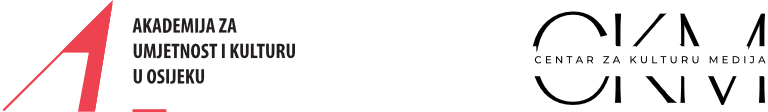 AKADEMIJA ZA
UMJETNOST I KULTURU
U OSIJEKU
CKM
CENTAR ZA KULTURU MEDIJA